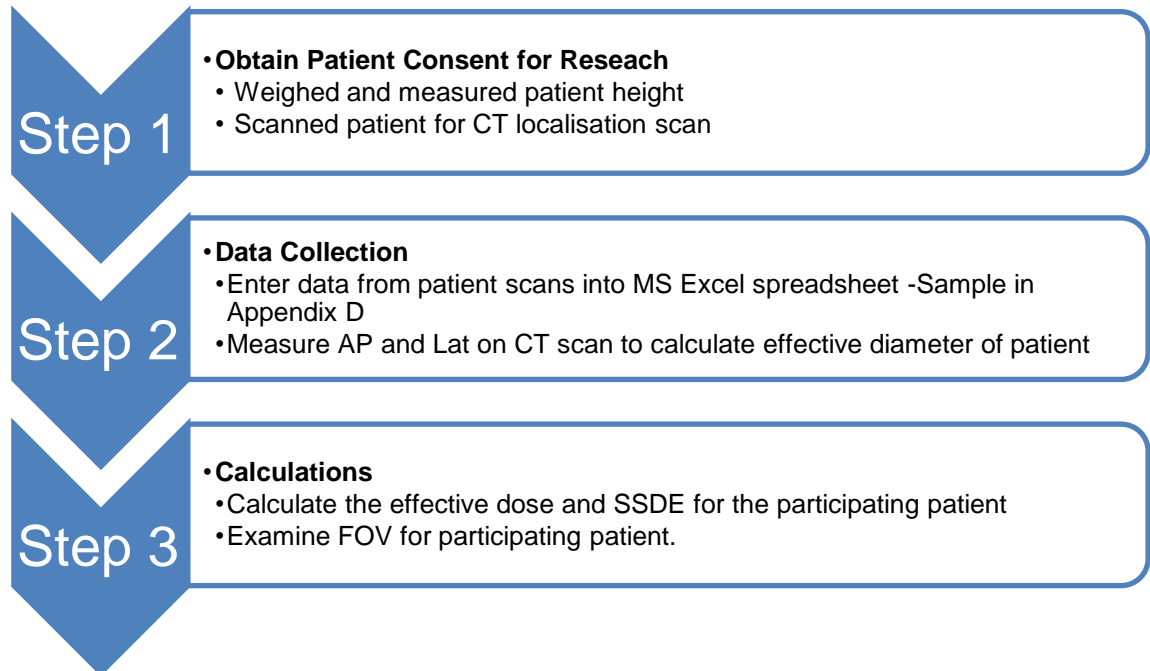 Step 1
•Obtain Patient Consent for Reseach
• Weighed and measured patient height
• Scanned patient for CT localisation scan
Step 2
•Data Collection
•Enter data from patient scans into MS Excel spreadsheet -Sample in
Appendix D
•Measure AP and Lat on CT scan to calculate effective diameter of patient
Step 3
•Calculations
•Calculate the effective dose and SSDE for the participating patient
•Examine FOV for participating patient.